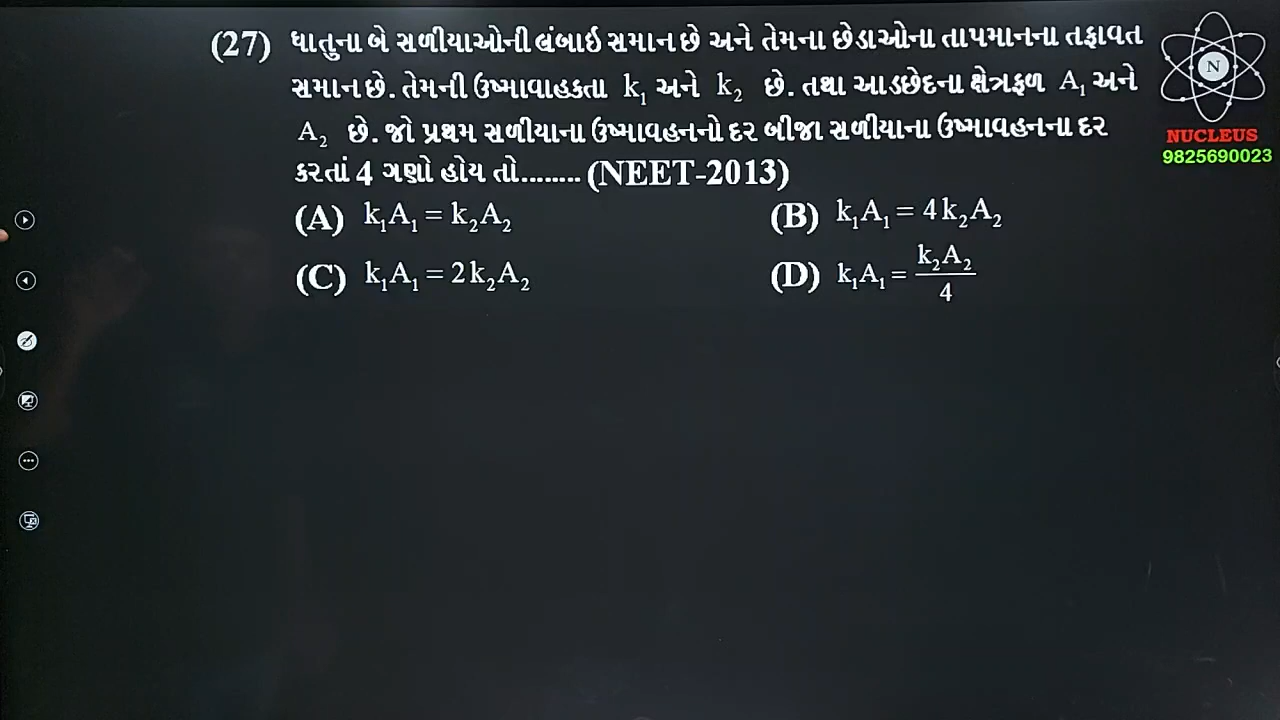 (27) ધાતુના બે સળીયાઓની લંબાઇ સમાન છે અને તેમના છેડાઓના તાપમાનના તફાવત
સમાન છે. તેમની ઉષ્માવાહકતા k₁ અને k₂ છે. તથા આડછેદના ક્ષેત્રફળ A₁ અને
A₂ છે. જો પ્રથમ સળીયાના ઉષ્માવહનનો દર બીજા સળીયાના ઉષ્માવહનના દર
કરતાં 4 ગણો હોય તો........ (NEET-2013)
(A) k₁A₁ = k₂A₂ (B) k₁A₁ = 4k₂A₂
(C) k₁A₁ = 2k₂A₂ (D) k₁A₁ = k₂A₂/4
N
NUCLEUS
9825690023